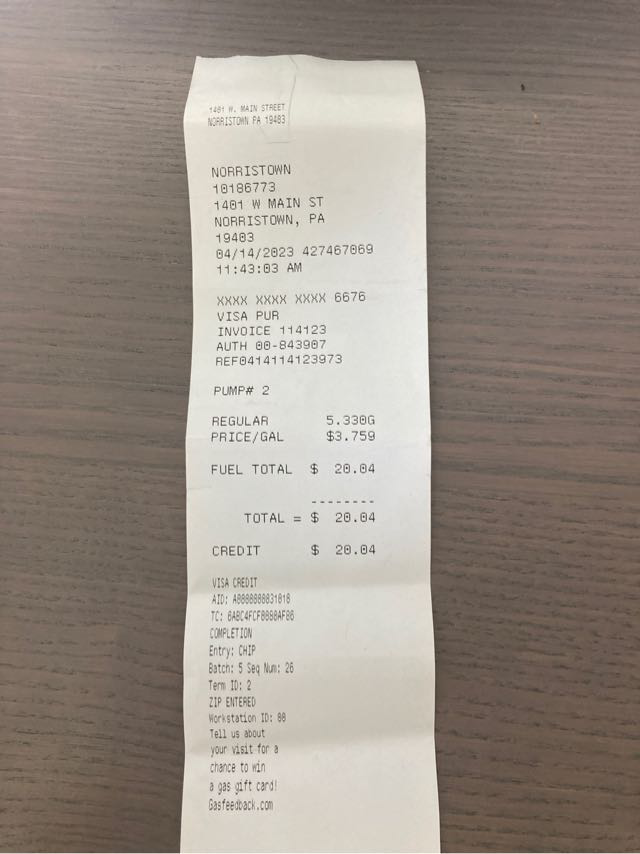 1401 W. MAIN STREET
NORRISTOWN PA 19403
NORRISTOWN
10186773
1401 W MAIN ST
NORRISTOWN, PA
19403
04/14/2023 427467069
11:43:03 AM
XXXX XXXX XXXX 6676
VISA PUR
INVOICE 114123
AUTH 00-843907
REF0414114123973
PUMP# 2
REGULAR 5.330G
PRICE/GAL $3.759
FUEL TOTAL $ 20.04
--------
TOTAL = $ 20.04
CREDIT $ 20.04
VISA CREDIT
AID: A0000000031010
TC:
COMPLETION
Entry: CHIP
Batch: 5 Seq Num: 26
Term ID: 2
ZIP ENTERED
Workstation ID: 00
Tell us about
your visit for a
chance to win
a gas gift card!
Gasfeedback.com